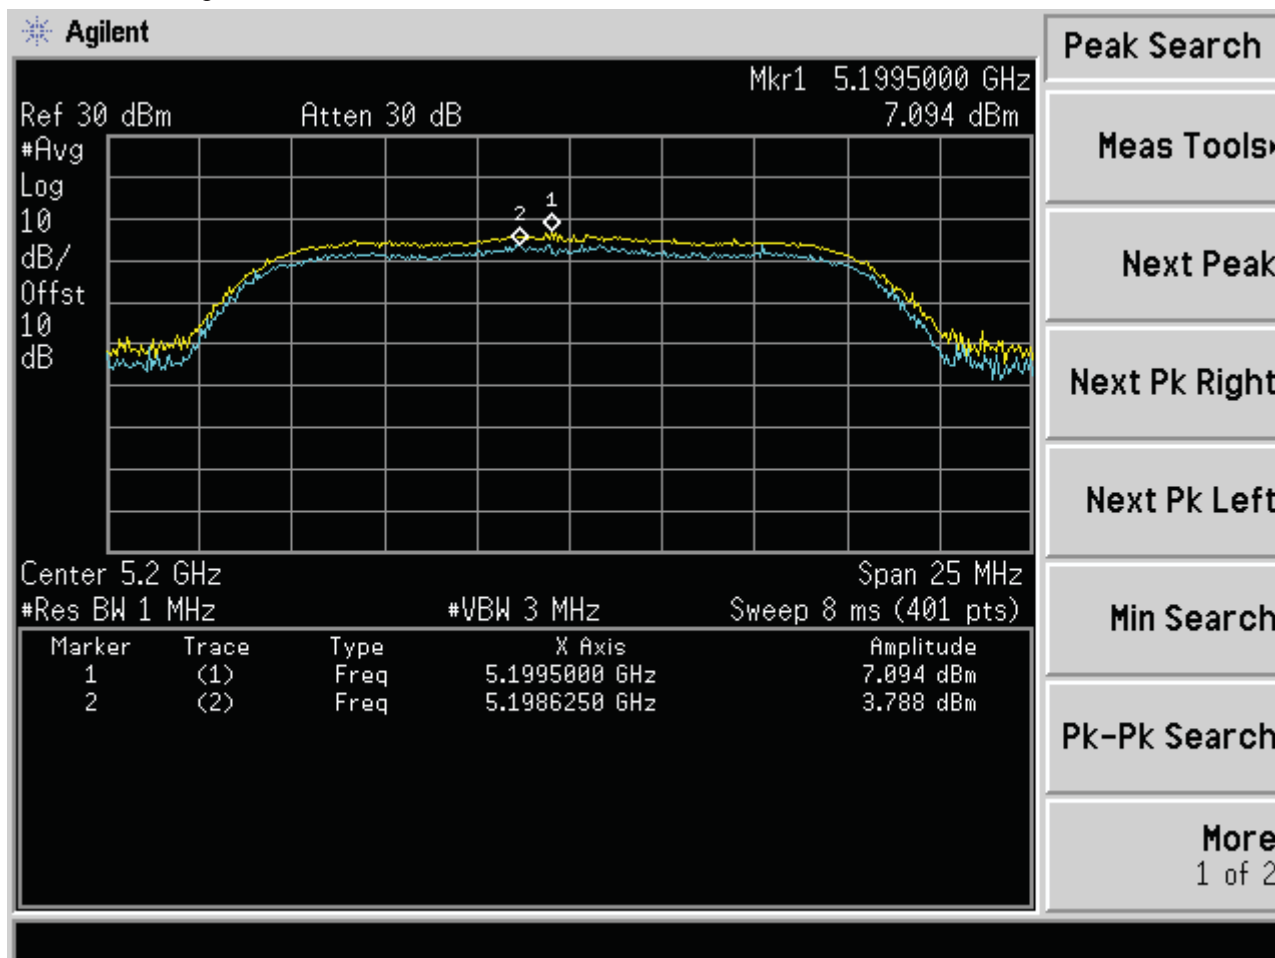 Agilent
Peak Search
Mkr1 5.1995000 GHz
Ref 30 dBm Atten 30 dB 7.094 dBm
#Avg
Log
10
dB/
Offst
10
dB
1
2
Center 5.2 GHz Span 25 MHz
#Res BW 1 MHz #VBW 3 MHz Sweep 8 ms (401 pts)
Marker Trace Type X Axis Amplitude
1 (1) Freq 5.1995000 GHz 7.094 dBm
2 (2) Freq 5.1986250 GHz 3.788 dBm
Meas Tools
Next Peak
Next Pk Right
Next Pk Left
Min Search
Pk-Pk Search
More
1 of 2